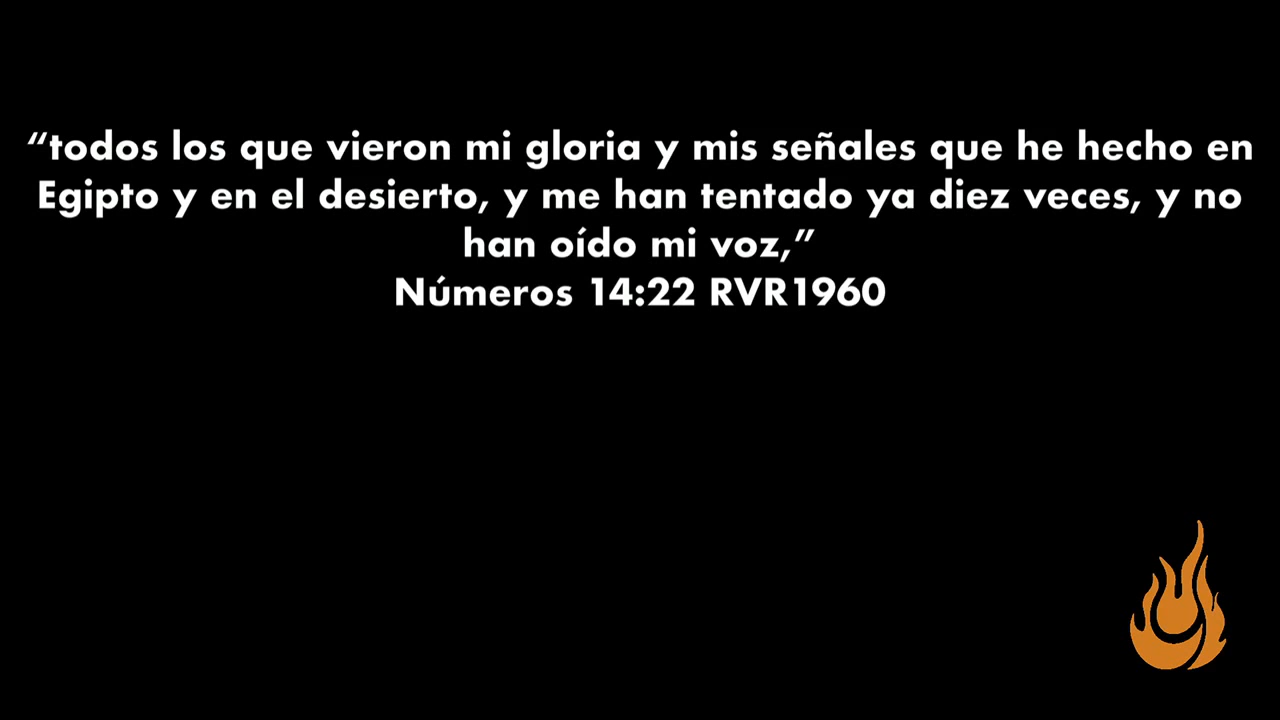 “todos los que vieron mi gloria y mis señales que he hecho en
Egipto y en el desierto, y me han tentado ya diez veces, y no
han oído mi voz,”
Números 14:22 RVR1960